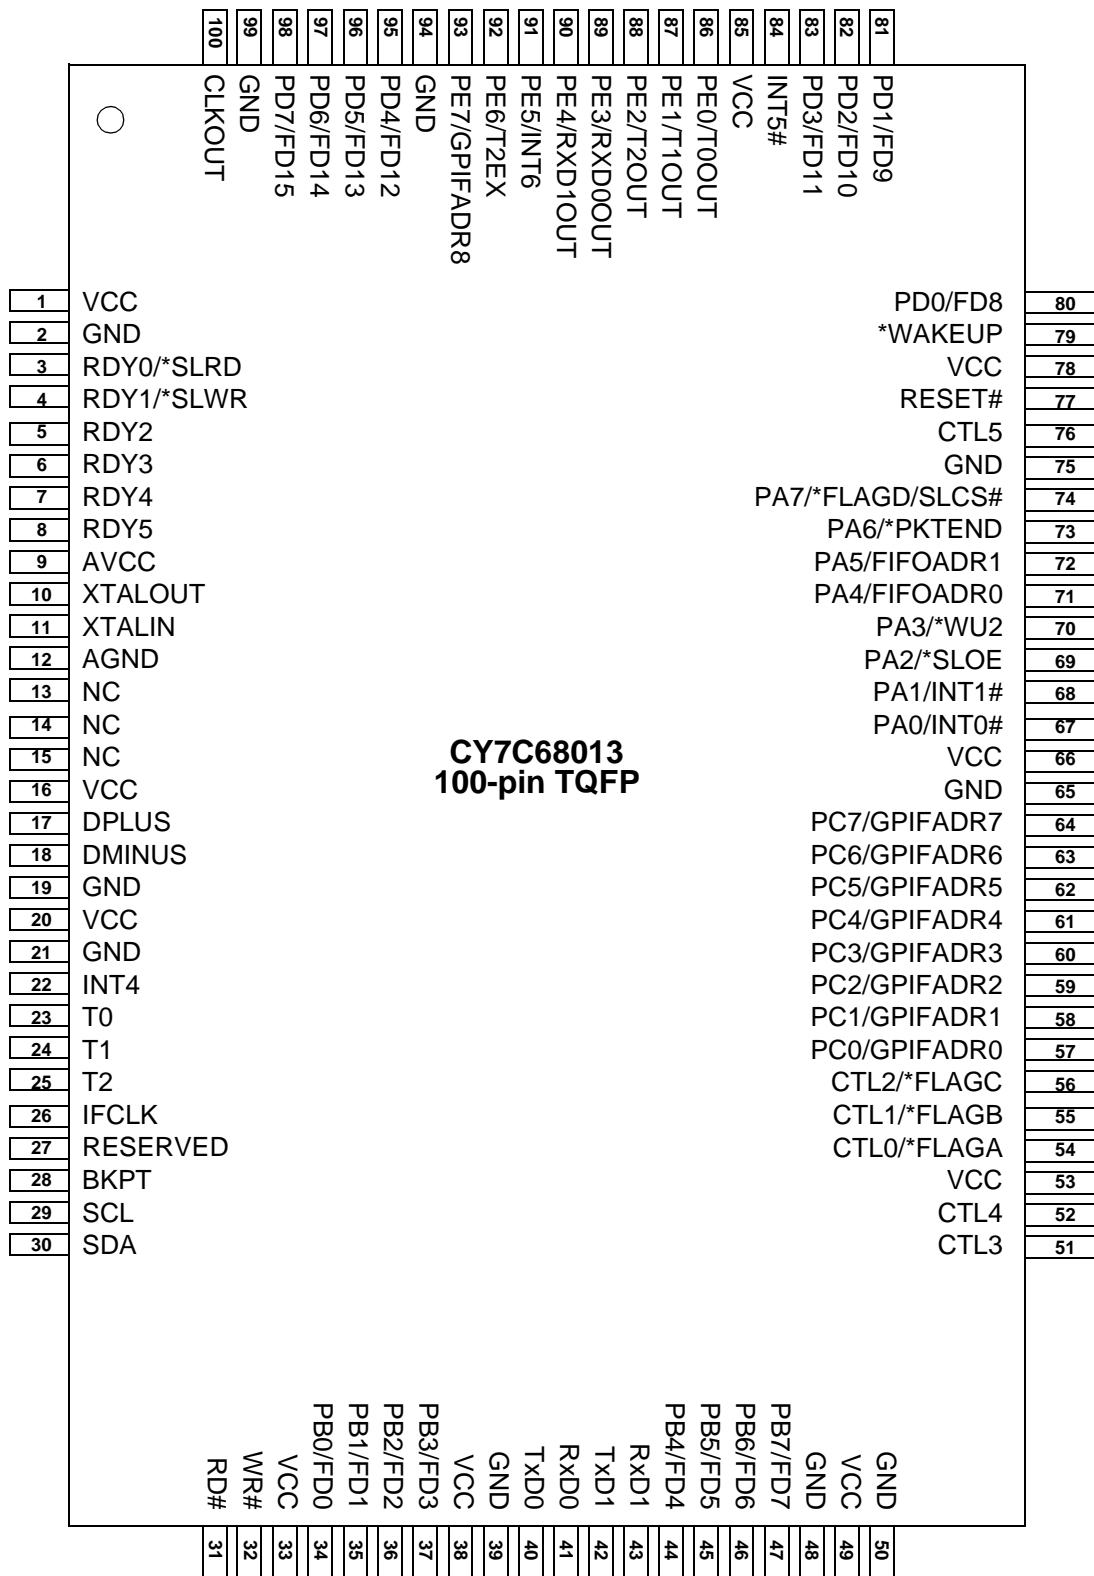 100 99 98 97 96 95 94 93 92 91 90 89 88 87 86 85 84 83 82 81
CLKOUT
GND
PD7/FD15
PD6/FD14
PD5/FD13
PD4/FD12
GND
PE7/GPIFADR8
PE6/T2EX
PE5/INT6
PE4/RXD1OUT
PE3/RXD0OUT
PE2/T2OUT
PE1/T1OUT
PE0/T0OUT
VCC
INT5#
PD3/FD11
PD2/FD10
PD1/FD9
1 VCC
2 GND
3 RDY0/*SLRD
4 RDY1/*SLWR
5 RDY2
6 RDY3
7 RDY4
8 RDY5
9 AVCC
10 XTALOUT
11 XTALIN
12 AGND
13 NC
14 NC
15 NC
16 VCC
17 DPLUS
18 DMINUS
19 GND
20 VCC
21 GND
22 INT4
23 T0
24 T1
25 T2
26 IFCLK
27 RESERVED
28 BKPT
29 SCL
30 SDA
CY7C68013
100-pin TQFP
PD0/FD8 80
*WAKEUP 79
VCC 78
RESET# 77
CTL5 76
GND 75
PA7/*FLAGD/SLCS# 74
PA6/*PKTEND 73
PA5/FIFOADR1 72
PA4/FIFOADR0 71
PA3/*WU2 70
PA2/*SLOE 69
PA1/INT1# 68
PA0/INT0# 67
VCC 66
GND 65
PC7/GPIFADR7 64
PC6/GPIFADR6 63
PC5/GPIFADR5 62
PC4/GPIFADR4 61
PC3/GPIFADR3 60
PC2/GPIFADR2 59
PC1/GPIFADR1 58
PC0/GPIFADR0 57
CTL2/*FLAGC 56
CTL1/*FLAGB 55
CTL0/*FLAGA 54
VCC 53
CTL4 52
CTL3 51
RD#
WR#
VCC
PB0/FD0
PB1/FD1
PB2/FD2
PB3/FD3
VCC
GND
TxD0
RxD0
TxD1
RxD1
PB4/FD4
PB5/FD5
PB6/FD6
PB7/FD7
GND
VCC
GND
31 32 33 34 35 36 37 38 39 40 41 42 43 44 45 46 47 48 49 50